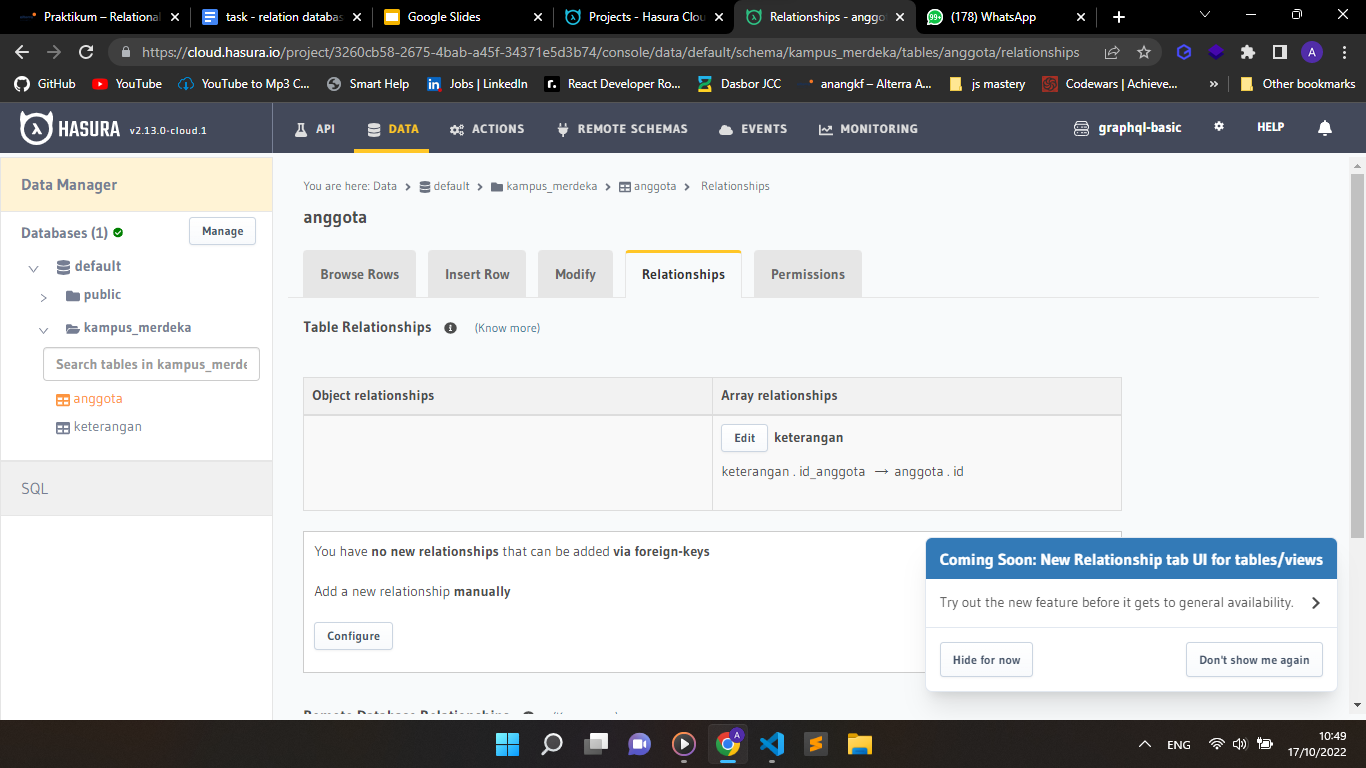 Praktikum – Relational
task - relation databas
Google Slides
Projects - Hasura Clou
Relationships - anggot
99+
(178) WhatsApp
https://cloud.hasura.io/project/3260cb58-2675-4bab-a45f-34371e5d3b74/console/data/default/schema/kampus_merdeka/tables/anggota/relationships
A
GitHub
YouTube
YouTube to Mp3 C...
Smart Help
Jobs | LinkedIn
React Developer Ro...
Dasbor JCC
anangkf – Alterra A...
js mastery
Codewars | Achieve...
»
Other bookmarks
HASURA
v2.13.0-cloud.1
API
DATA
ACTIONS
REMOTE SCHEMAS
EVENTS
MONITORING
graphql-basic
HELP
Data Manager
Databases (1)
Manage
default
public
kampus_merdeka
Search tables in kampus_merde
anggota
keterangan
SQL
You are here: Data > default > kampus_merdeka > anggota > Relationships
anggota
Browse Rows
Insert Row
Modify
Relationships
Permissions
Table Relationships
(Know more)
Object relationships
Array relationships
Edit
keterangan
keterangan . id_anggota → anggota . id
You have no new relationships that can be added via foreign-keys
Add a new relationship manually
Configure
Coming Soon: New Relationship tab UI for tables/views
Try out the new feature before it gets to general availability.
Hide for now
Don't show me again
ENG
10:49
17/10/2022